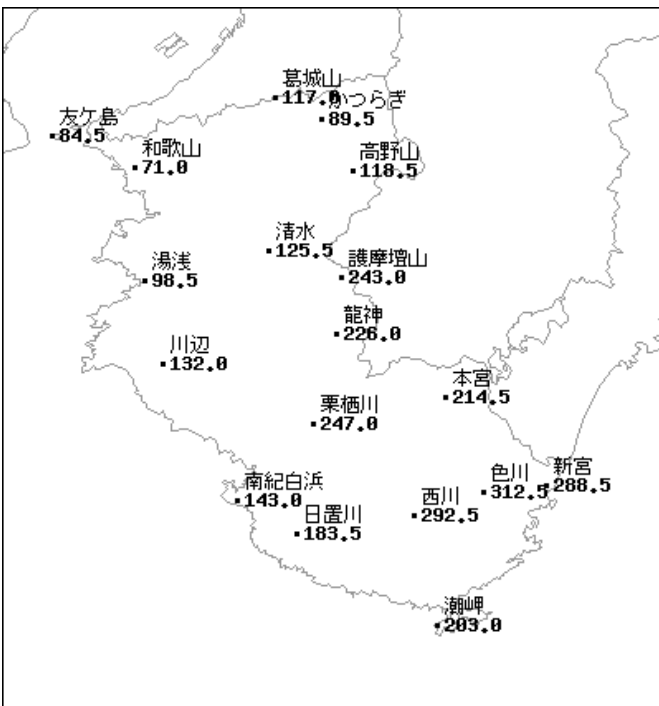 葛城山
117.0
かつらぎ
89.5
友ケ島
84.5
和歌山
71.0
高野山
118.5
清水
125.5
湯浅
98.5
護摩壇山
243.0
龍神
226.0
川辺
132.0
本宮
214.5
栗栖川
247.0
新宮
288.5
色川
312.5
南紀白浜
143.0
西川
292.5
日置川
183.5
潮岬
203.0